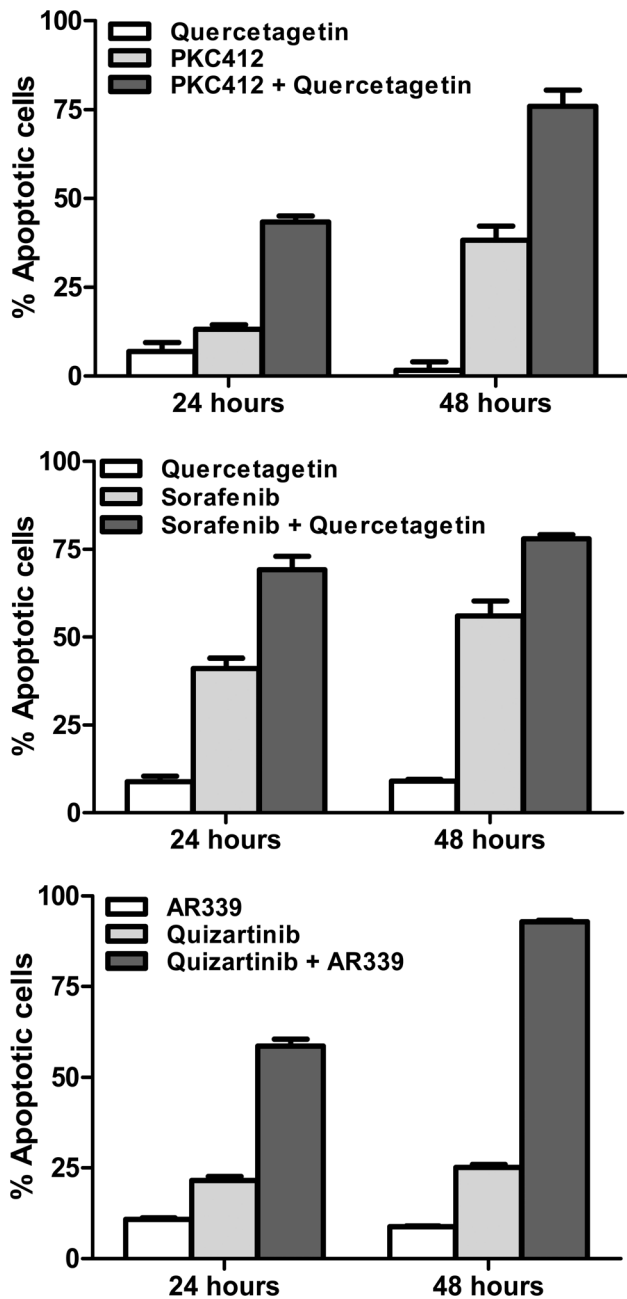 100
75
50
25
0
% Apoptotic cells
Quercetagetin
PKC412
PKC412 + Quercetagetin
24 hours
48 hours
100
75
50
25
0
% Apoptotic cells
Quercetagetin
Sorafenib
Sorafenib + Quercetagetin
24 hours
48 hours
100
75
50
25
0
% Apoptotic cells
AR339
Quizartinib
Quizartinib + AR339
24 hours
48 hours